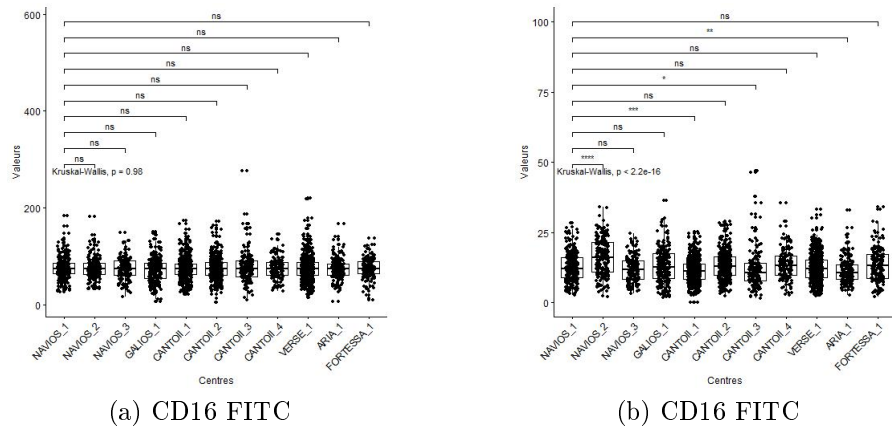 600
400
200
0
Valeurs
ns
ns
ns
ns
ns
ns
ns
ns
ns
ns
Kruskal-Wallis, p = 0.98
NAVIOS_1
NAVIOS_2
NAVIOS_3
GALIOS_1
CANTOII_1
CANTOII_2
CANTOII_3
CANTOII_4
VERSE_1
ARIA_1
FORTESSA_1
Centres
(a) CD16 FITC
100
75
50
25
0
Valeurs
ns
**
ns
ns
*
ns
***
ns
ns
****
Kruskal-Wallis, p < 2.2e-16
NAVIOS_1
NAVIOS_2
NAVIOS_3
GALIOS_1
CANTOII_1
CANTOII_2
CANTOII_3
CANTOII_4
VERSE_1
ARIA_1
FORTESSA_1
Centres
(b) CD16 FITC